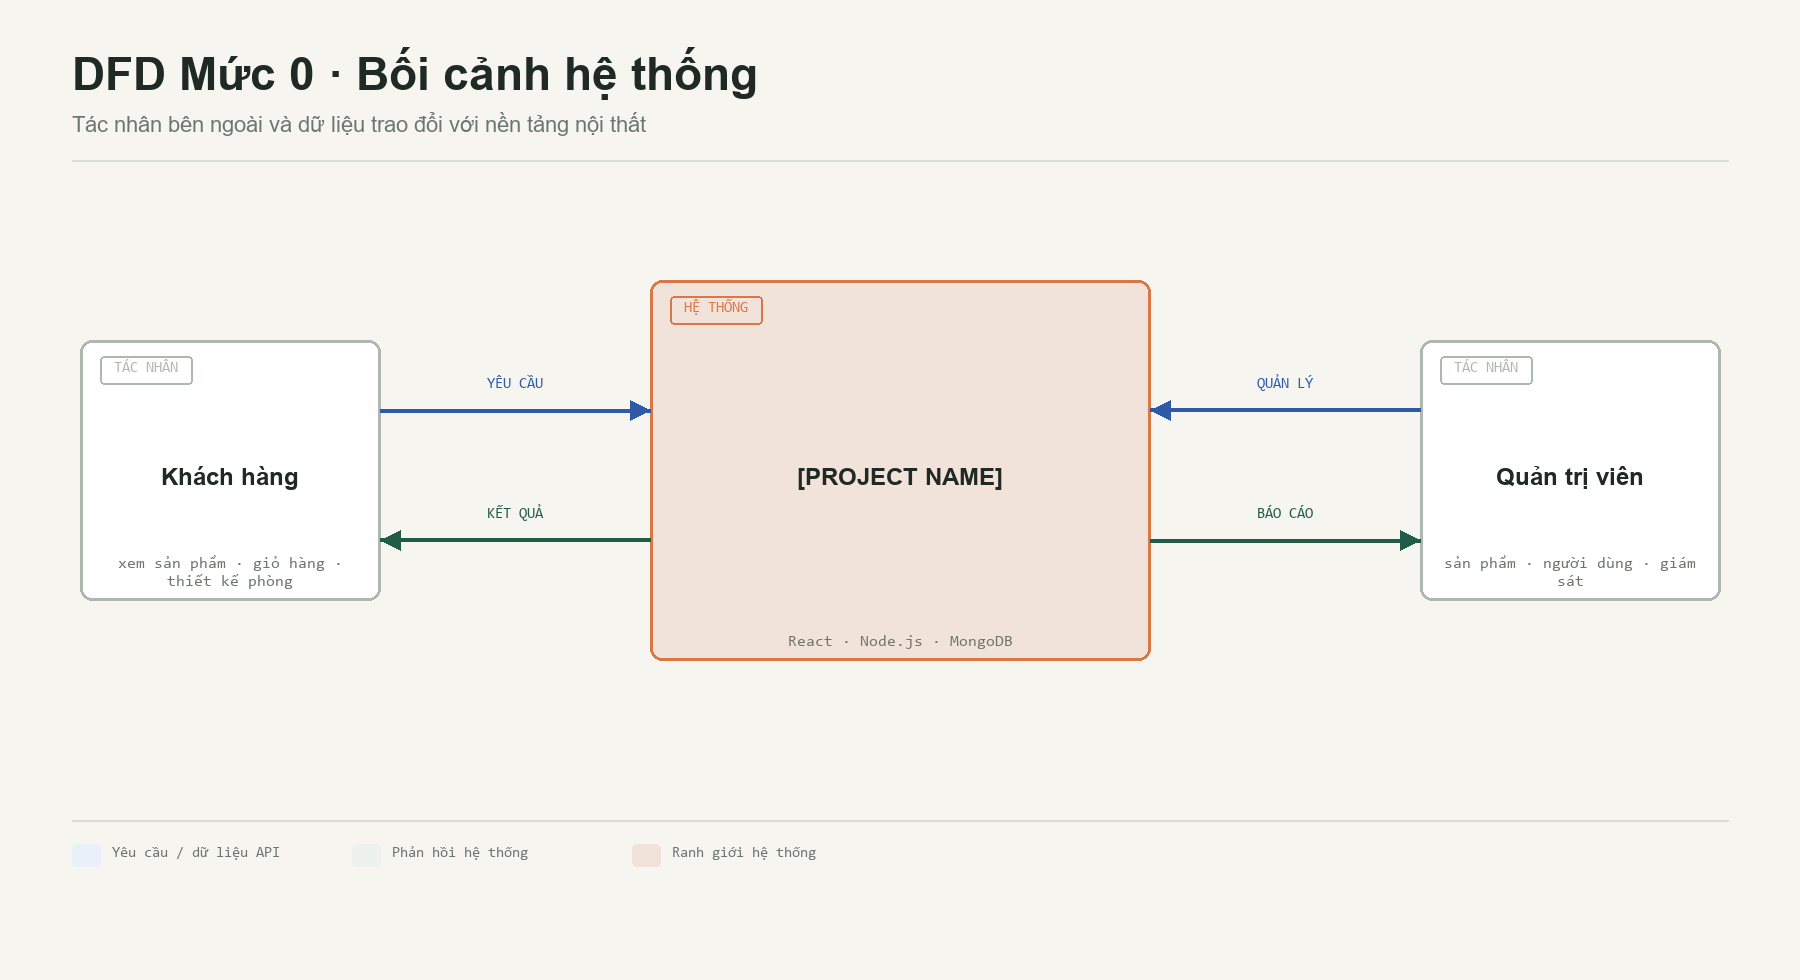 DFD Mức 0 · Bối cảnh hệ thống
Tác nhân bên ngoài và dữ liệu trao đổi với nền tảng nội thất
TÁC NHÂN
Khách hàng
xem sản phẩm · giỏ hàng ·
thiết kế phòng
YÊU CẦU
KẾT QUẢ
HỆ THỐNG
[PROJECT NAME]
React · Node.js · MongoDB
QUẢN LÝ
BÁO CÁO
TÁC NHÂN
Quản trị viên
sản phẩm · người dùng · giám
sát
Yêu cầu / dữ liệu API
Phản hồi hệ thống
Ranh giới hệ thống